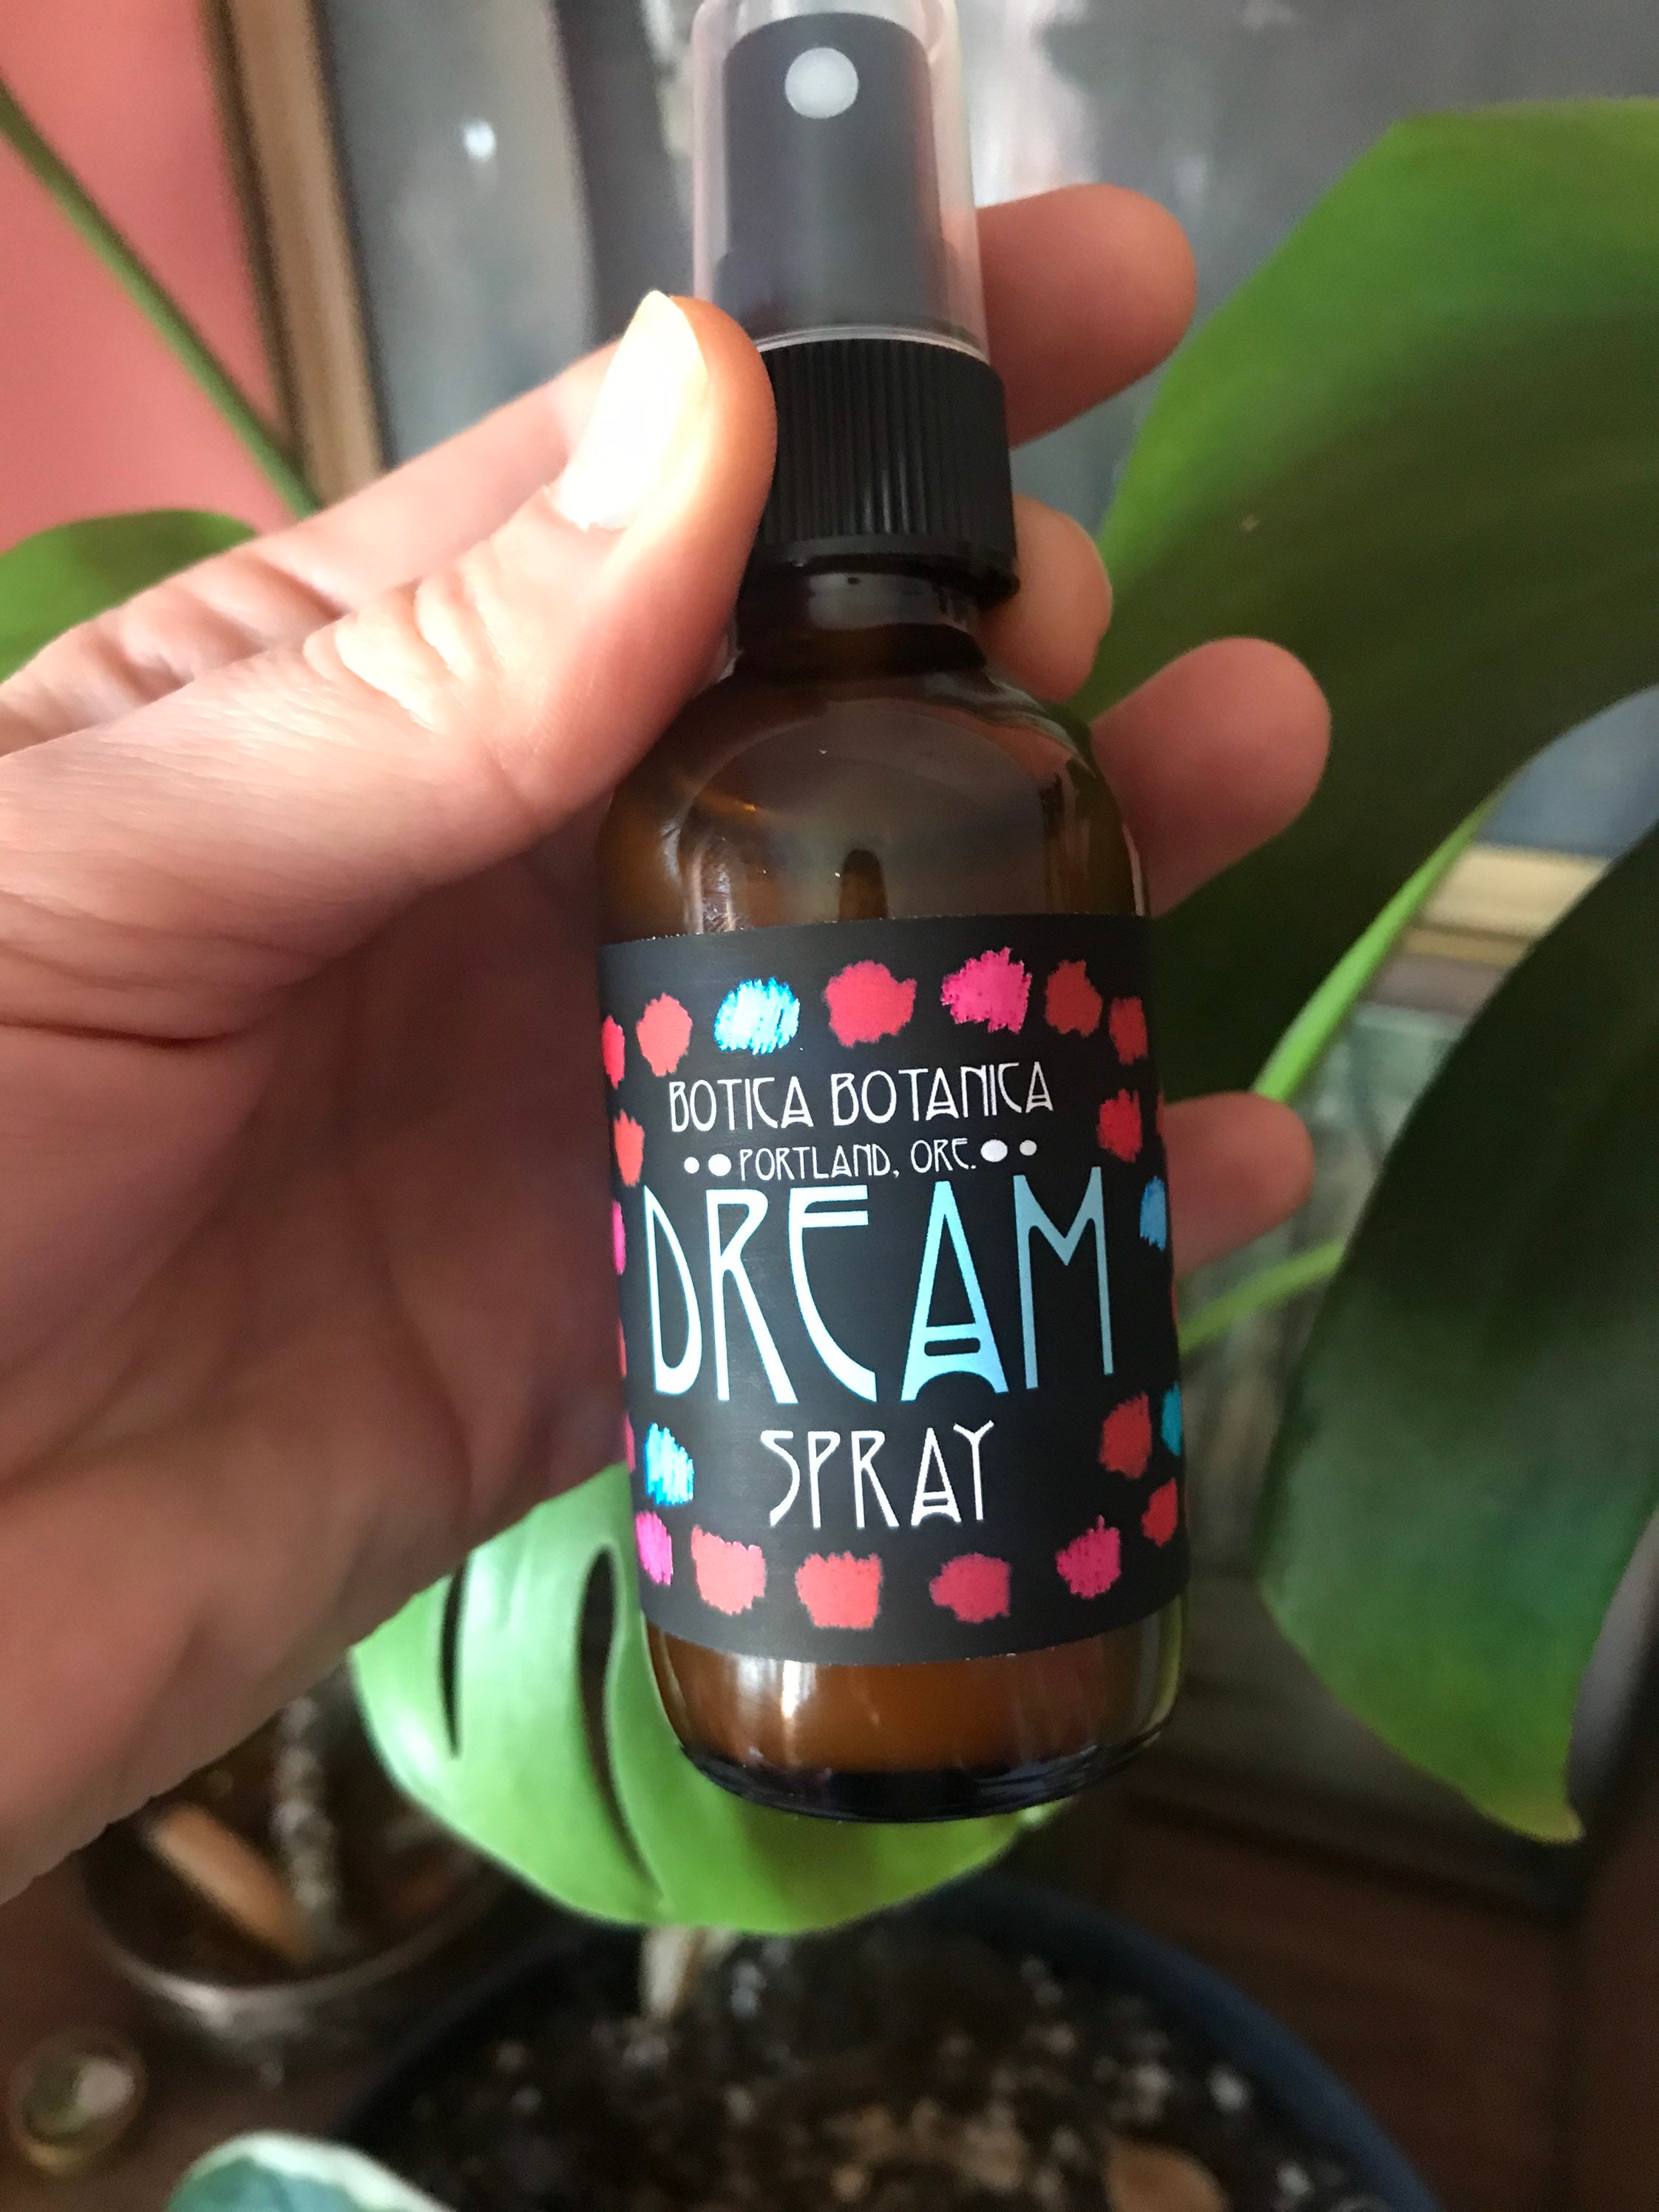 BOTICA BOTANICA
PORTLAND, ORE.
DREAM
SPRAY